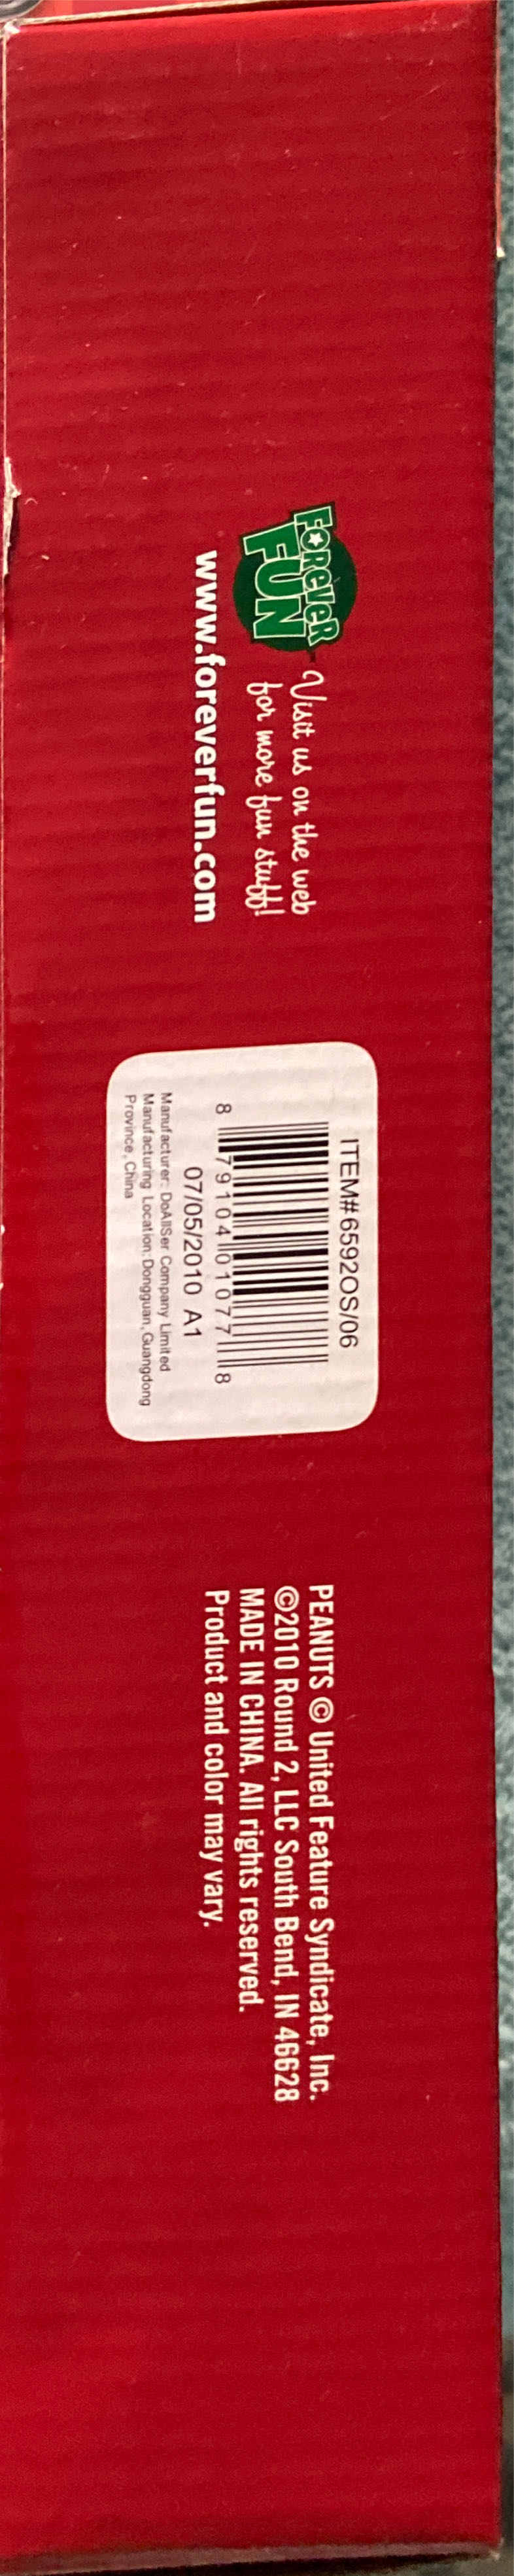 FOREVER
FUN
Visit us on the web
for more fun stuff!
www.foreverfun.com
ITEM#6592OS/06
8 79104 01077 8
07/05/2010 A1
Manufacturer: DoAllSer Company Limited
Manufacturing Location: Dongguan, Guangdong
Province, China
PEANUTS © United Feature Syndicate, Inc.
©2010 Round 2, LLC South Bend, IN 46628
MADE IN CHINA. All rights reserved.
Product and color may vary.